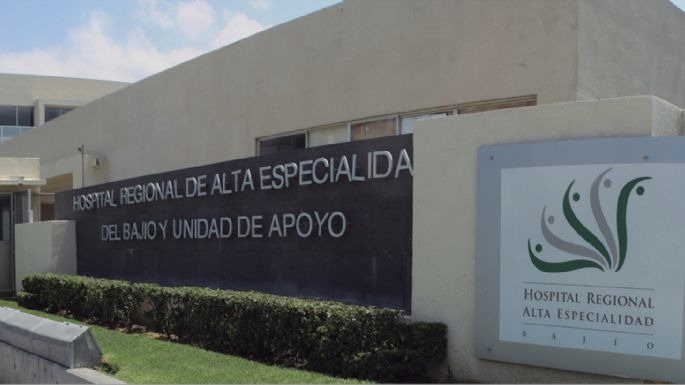 HOSPITAL REGIONAL DE ALTA ESPECIALIDA
DEL BAJIO Y UNIDAD DE APOYO
HOSPITAL REGIONAL
ALTA ESPECIALIDAD
BAJÍO